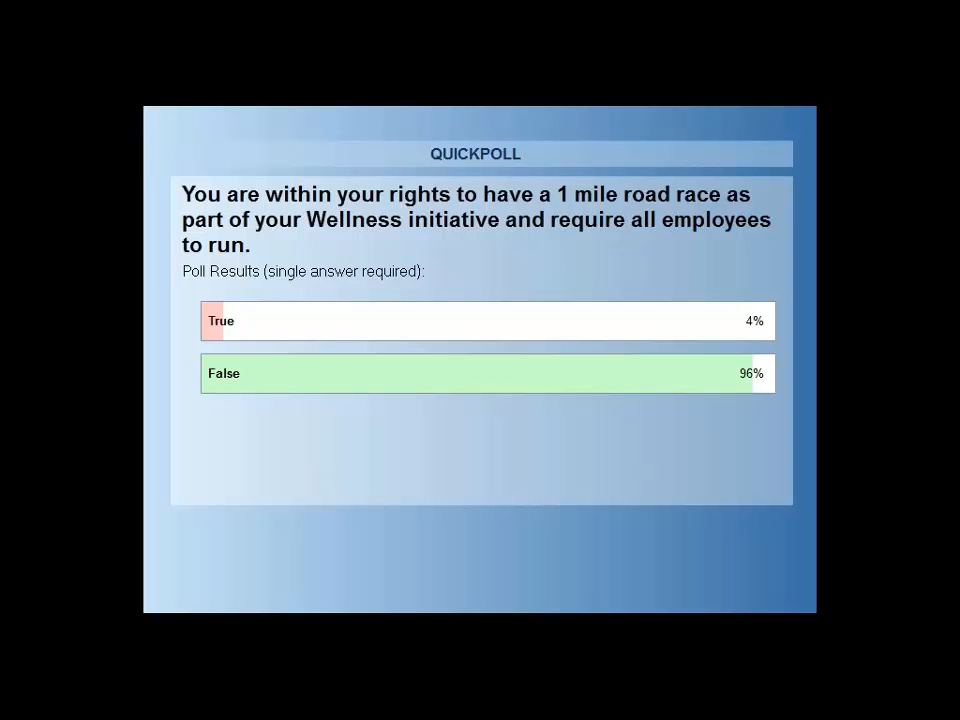 QUICKPOLL
You are within your rights to have a 1 mile road race as
part of your Wellness initiative and require all employees
to run.
Poll Results (single answer required):
True 4%
False 96%